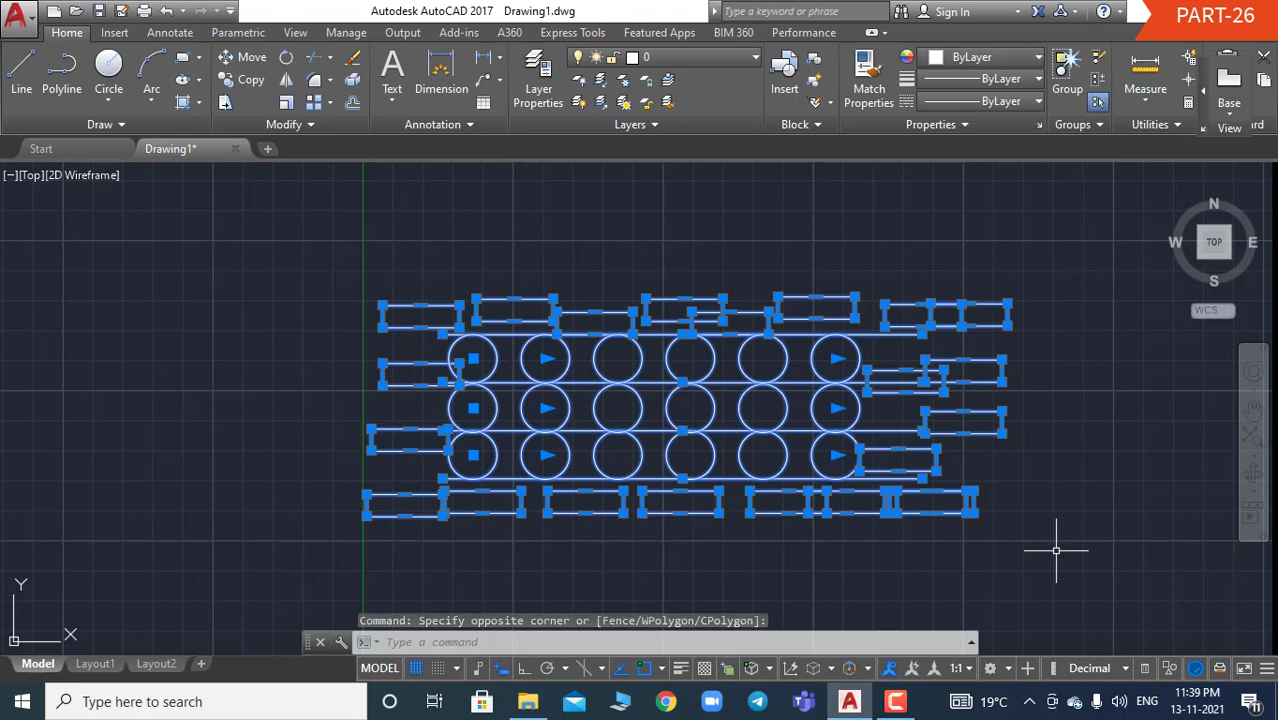 Autodesk AutoCAD 2017 Drawing1.dwg
Type a keyword or phrase
Sign In
PART-26
Home Insert Annotate Parametric View Manage Output Add-ins A360 Express Tools Featured Apps BIM 360 Performance
Line
Polyline
Circle
Arc
Move
Copy
Text
Dimension
Layer
Properties
0
Insert
Match
Properties
ByLayer
ByLayer
ByLayer
Group
Measure
Base
Draw
Modify
Annotation
Layers
Block
Properties
Groups
Utilities
View
rd
Start
Drawing1*
[−][Top][2D Wireframe]
N
W TOP E
S
WCS
Y
X
Command: Specify opposite corner or [Fence/WPolygon/CPolygon]:
Type a command
Model Layout1 Layout2
MODEL
1:1
Decimal
Type here to search
19°C
ENG
11:39 PM
13-11-2021
11